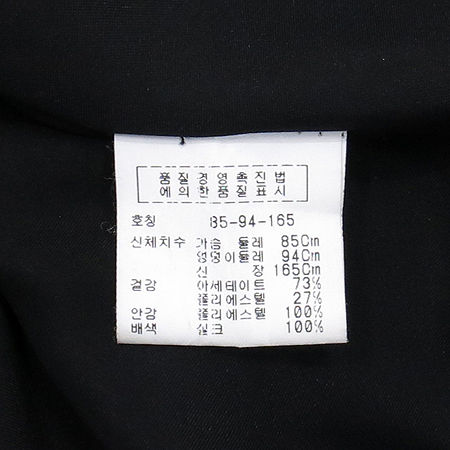 품질경영촉진법
에의한품질표시
호칭 85-94-165
신체치수 가슴 둘레 85Cm
엉덩이둘레 94Cm
신 장 165Cm
겉감 아세테이트 73%
폴리에스텔 27%
안감 폴리에스텔 100%
배색 실크 100%